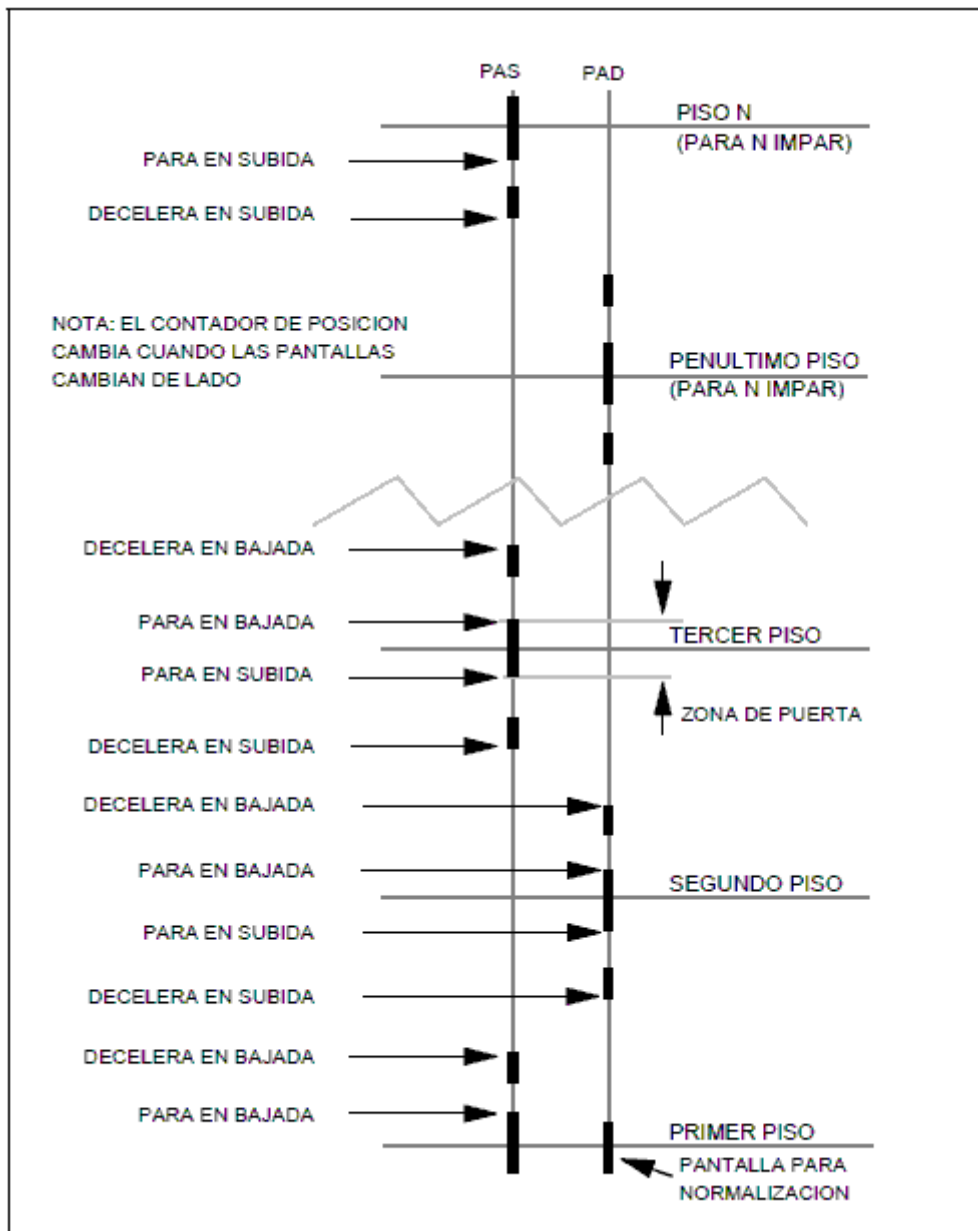 PAS PAD
PISO N
(PARA N IMPAR)
PARA EN SUBIDA
DECELERA EN SUBIDA
NOTA: EL CONTADOR DE POSICION
CAMBIA CUANDO LAS PANTALLAS
CAMBIAN DE LADO
PENULTIMO PISO
(PARA N IMPAR)
DECELERA EN BAJADA
PARA EN BAJADA
TERCER PISO
PARA EN SUBIDA
ZONA DE PUERTA
DECELERA EN SUBIDA
DECELERA EN BAJADA
PARA EN BAJADA
SEGUNDO PISO
PARA EN SUBIDA
DECELERA EN SUBIDA
DECELERA EN BAJADA
PARA EN BAJADA
PRIMER PISO
PANTALLA PARA
NORMALIZACION